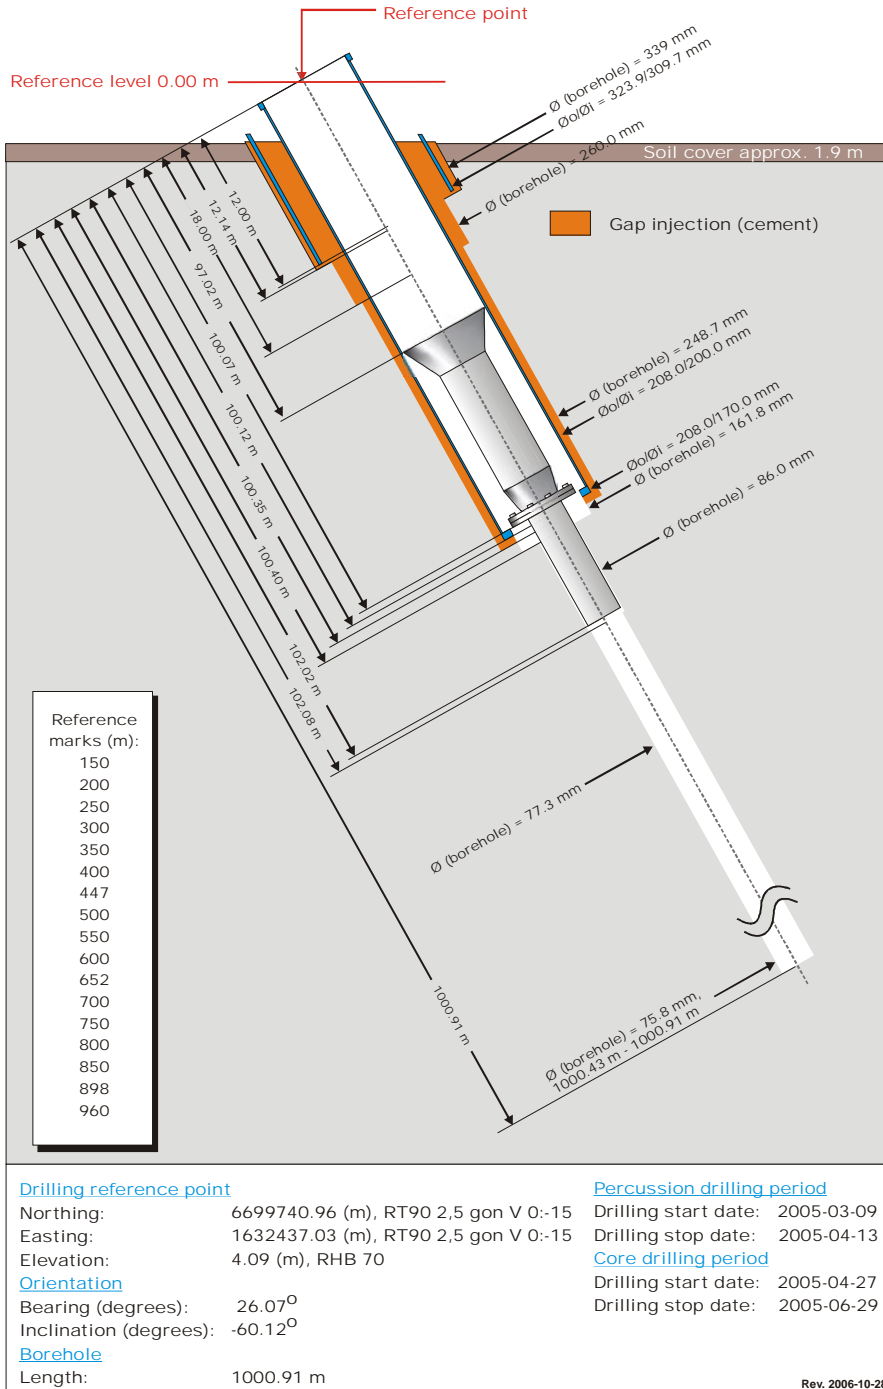 Reference point
Reference level 0.00 m
Ø (borehole) = 339 mm
Øo/Øi = 323.9/309.7 mm
Ø (borehole) = 260.0 mm
Soil cover approx. 1.9 m
Gap injection (cement)
12.00 m
12.14 m
18.00 m
97.02 m
100.07 m
100.12 m
100.35 m
100.40 m
102.02 m
102.08 m
1000.91 m
Ø (borehole) = 248.7 mm
Øo/Øi = 208.0/200.0 mm
Øo/Øi = 208.0/170.0 mm
Ø (borehole) = 161.8 mm
Ø (borehole) = 86.0 mm
Ø (borehole) = 77.3 mm
Ø (borehole) = 75.8 mm,
1000.43 m - 1000.91 m
Reference
marks (m):
150
200
250
300
350
400
447
500
550
600
652
700
750
800
850
898
960
Drilling reference point
Northing: 6699740.96 (m), RT90 2,5 gon V 0:-15
Easting: 1632437.03 (m), RT90 2,5 gon V 0:-15
Elevation: 4.09 (m), RHB 70
Orientation
Bearing (degrees): 26.07°
Inclination (degrees): -60.12°
Borehole
Length: 1000.91 m
Percussion drilling period
Drilling start date: 2005-03-09
Drilling stop date: 2005-04-13
Core drilling period
Drilling start date: 2005-04-27
Drilling stop date: 2005-06-29
Rev. 2006-10-28